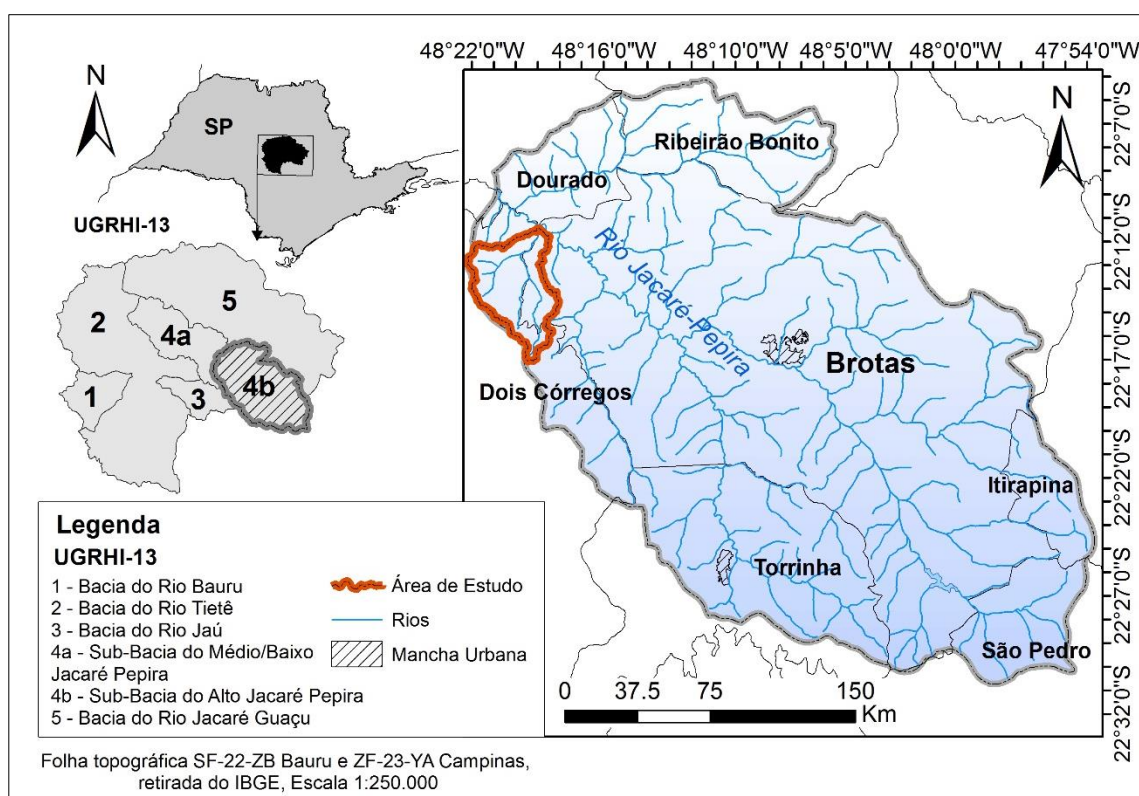 N
SP
UGRHI-13
5
2
4a
4b
1
3
48°22'0"W 48°16'0"W 48°10'0"W 48°5'0"W 48°0'0"W 47°54'0"W
N
Ribeirão Bonito
Dourado
Rio Jacaré-Pepira
Brotas
Dois Córregos
Itirapina
Torrinha
São Pedro
22°7'0"S
22°12'0"S
22°17'0"S
22°22'0"S
22°27'0"S
22°32'0"S
0 37.5 75 150
Km
Legenda
UGRHI-13
1 - Bacia do Rio Bauru
2 - Bacia do Rio Tietê
3 - Bacia do Rio Jaú
4a - Sub-Bacia do Médio/Baixo
Jacaré Pepira
4b - Sub-Bacia do Alto Jacaré Pepira
5 - Bacia do Rio Jacaré Guaçu
Área de Estudo
Rios
Mancha Urbana
Folha topográfica SF-22-ZB Bauru e ZF-23-YA Campinas,
retirada do IBGE, Escala 1:250.000